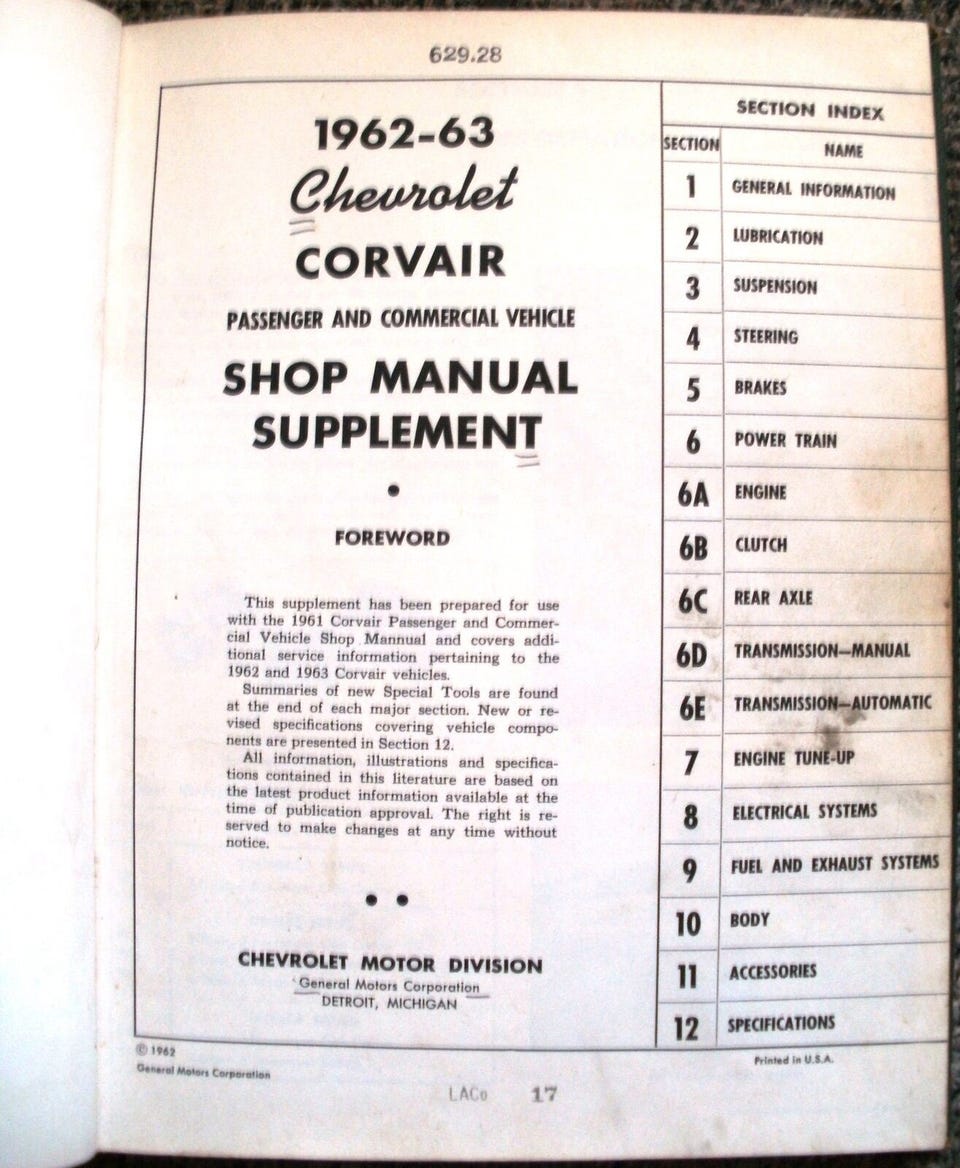 629.28
1962-63
Chevrolet
CORVAIR
PASSENGER AND COMMERCIAL VEHICLE
SHOP MANUAL
SUPPLEMENT
•
FOREWORD
This supplement has been prepared for use
with the 1961 Corvair Passenger and Commer-
cial Vehicle Shop Mannual and covers addi-
tional service information pertaining to the
1962 and 1963 Corvair vehicles.
Summaries of new Special Tools are found
at the end of each major section. New or re-
vised specifications covering vehicle compo-
nents are presented in Section 12.
All information, illustrations and specifica-
tions contained in this literature are based on
the latest product information available at the
time of publication approval. The right is re-
served to make changes at any time without
notice.
• •
CHEVROLET MOTOR DIVISION
General Motors Corporation
DETROIT, MICHIGAN
SECTION INDEX
SECTION NAME
1 GENERAL INFORMATION
2 LUBRICATION
3 SUSPENSION
4 STEERING
5 BRAKES
6 POWER TRAIN
6A ENGINE
6B CLUTCH
6C REAR AXLE
6D TRANSMISSION—MANUAL
6E TRANSMISSION—AUTOMATIC
7 ENGINE TUNE-UP
8 ELECTRICAL SYSTEMS
9 FUEL AND EXHAUST SYSTEMS
10 BODY
11 ACCESSORIES
12 SPECIFICATIONS
© 1962
General Motors Corporation
Printed in U.S.A.
LACo 17